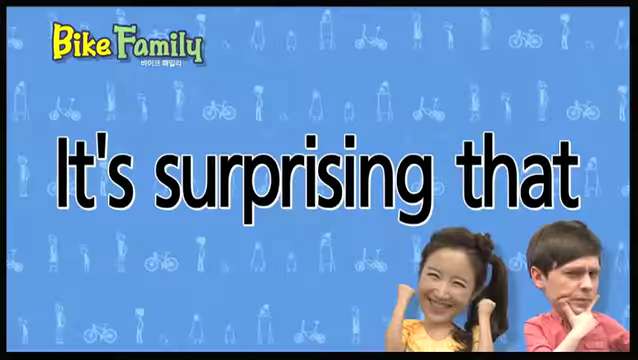 Bike Family
바이크 패밀리
It's surprising that